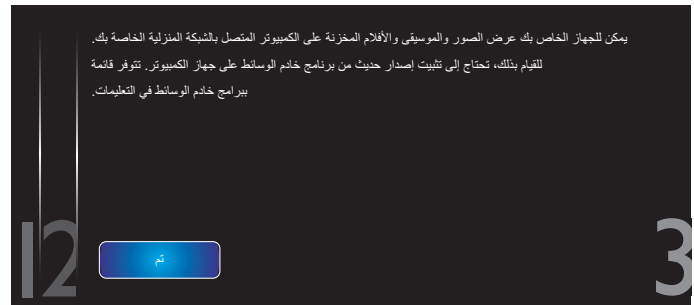 يمكن للجهاز الخاص بك عرض الصور والموسيقى والأفلام المخزنة على الكمبيوتر المتصل بالشبكة المنزلية الخاصة بك.
للقيام بذلك، تحتاج إلى تثبيت إصدار حديث من برنامج خادم الوسائط على جهاز الكمبيوتر. تتوفر قائمة
ببرامج خادم الوسائط في التعليمات.
تم
3
12